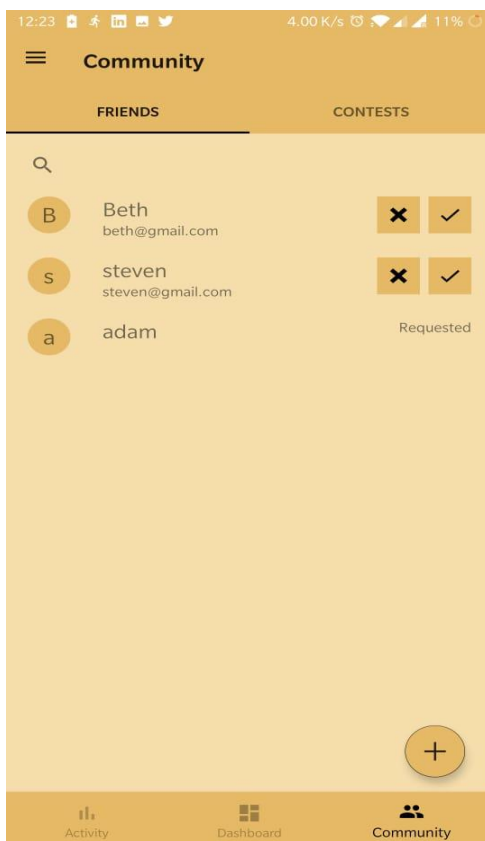 12:23 4.00 K/s 11%
Community
FRIENDS CONTESTS
B Beth
beth@gmail.com
s steven
steven@gmail.com
a adam Requested
Activity Dashboard Community